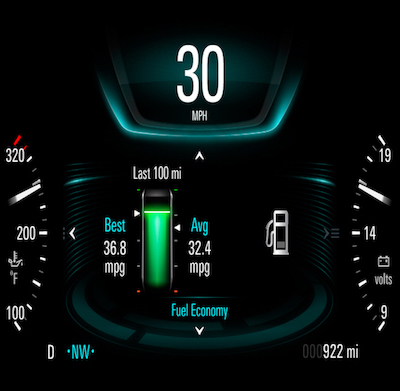 30
MPH
320
200
100
°F
Last 100 mi
Best
36.8
mpg
Avg
32.4
mpg
Fuel Economy
19
14
9
volts
D
·NW·
000922 mi